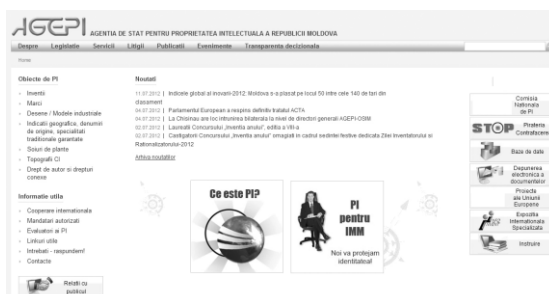 AGEPI AGENTIA DE STAT PENTRU PROPRIETATEA INTELECTUALA A REPUBLICII MOLDOVA
Despre Legislatie Servicii Litigii Publicatii Evenimente Transparenta decizionala
Home
Obiecte de PI
Inventii
Marci
Desene / Modele industriale
Indicatii geografice, denumiri
de origine, specialitati
traditionale garantate
Soiuri de plante
Topografii CI
Drept de autor si drepturi
conexe
Informatie utila
Cooperare internationala
Mandatari autorizati
Evaluatori ai PI
Linkuri utile
Intrebati - raspundem!
Contacte
Relatii cu
publicul
Noutati
11.07.2012 | Indicele global al inovarii-2012: Moldova s-a plasat pe locul 50 intre cele 140 de tari din
clasament
04.07.2012 | Parlamentul European a respins definitiv tratatul ACTA
04.07.2012 | La Chisinau are loc intrunirea bilaterala la nivel de directori generali AGEPI-OSIM
02.07.2012 | Laureatii Concursului „Inventia anului”, editia a VIII-a
02.07.2012 | Castigatorii Concursului „Inventia anului” omagiati in cadrul sedintei festive dedicata Zilei Inventatorului si
Rationalizatorului-2012
Arhiva noutatilor
Ce este PI?
PI
pentru
IMM
Noi va protejam
identitatea!
Comisia
Nationala
de PI
STOP Piraterie
Contrafacere
Baze de date
Depunerea
electronica a
documentelor
Proiecte
ale Uniunii
Europene
Expozitia
Internationala
Specializata
Instruire